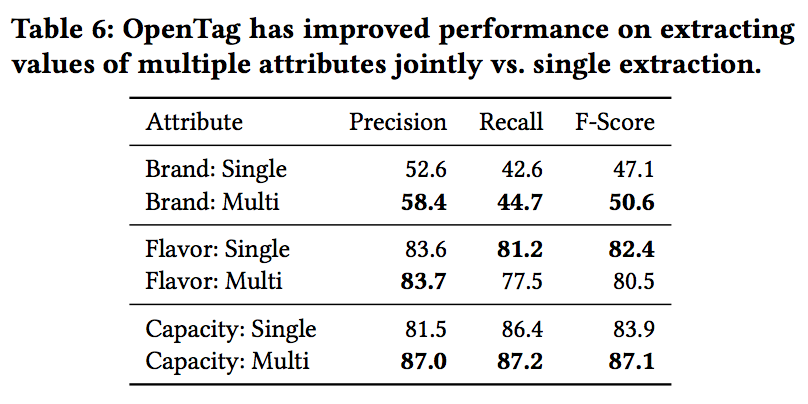 Table 6: OpenTag has improved performance on extracting
values of multiple attributes jointly vs. single extraction.
Attribute Precision Recall F-Score
Brand: Single 52.6 42.6 47.1
Brand: Multi 58.4 44.7 50.6
Flavor: Single 83.6 81.2 82.4
Flavor: Multi 83.7 77.5 80.5
Capacity: Single 81.5 86.4 83.9
Capacity: Multi 87.0 87.2 87.1